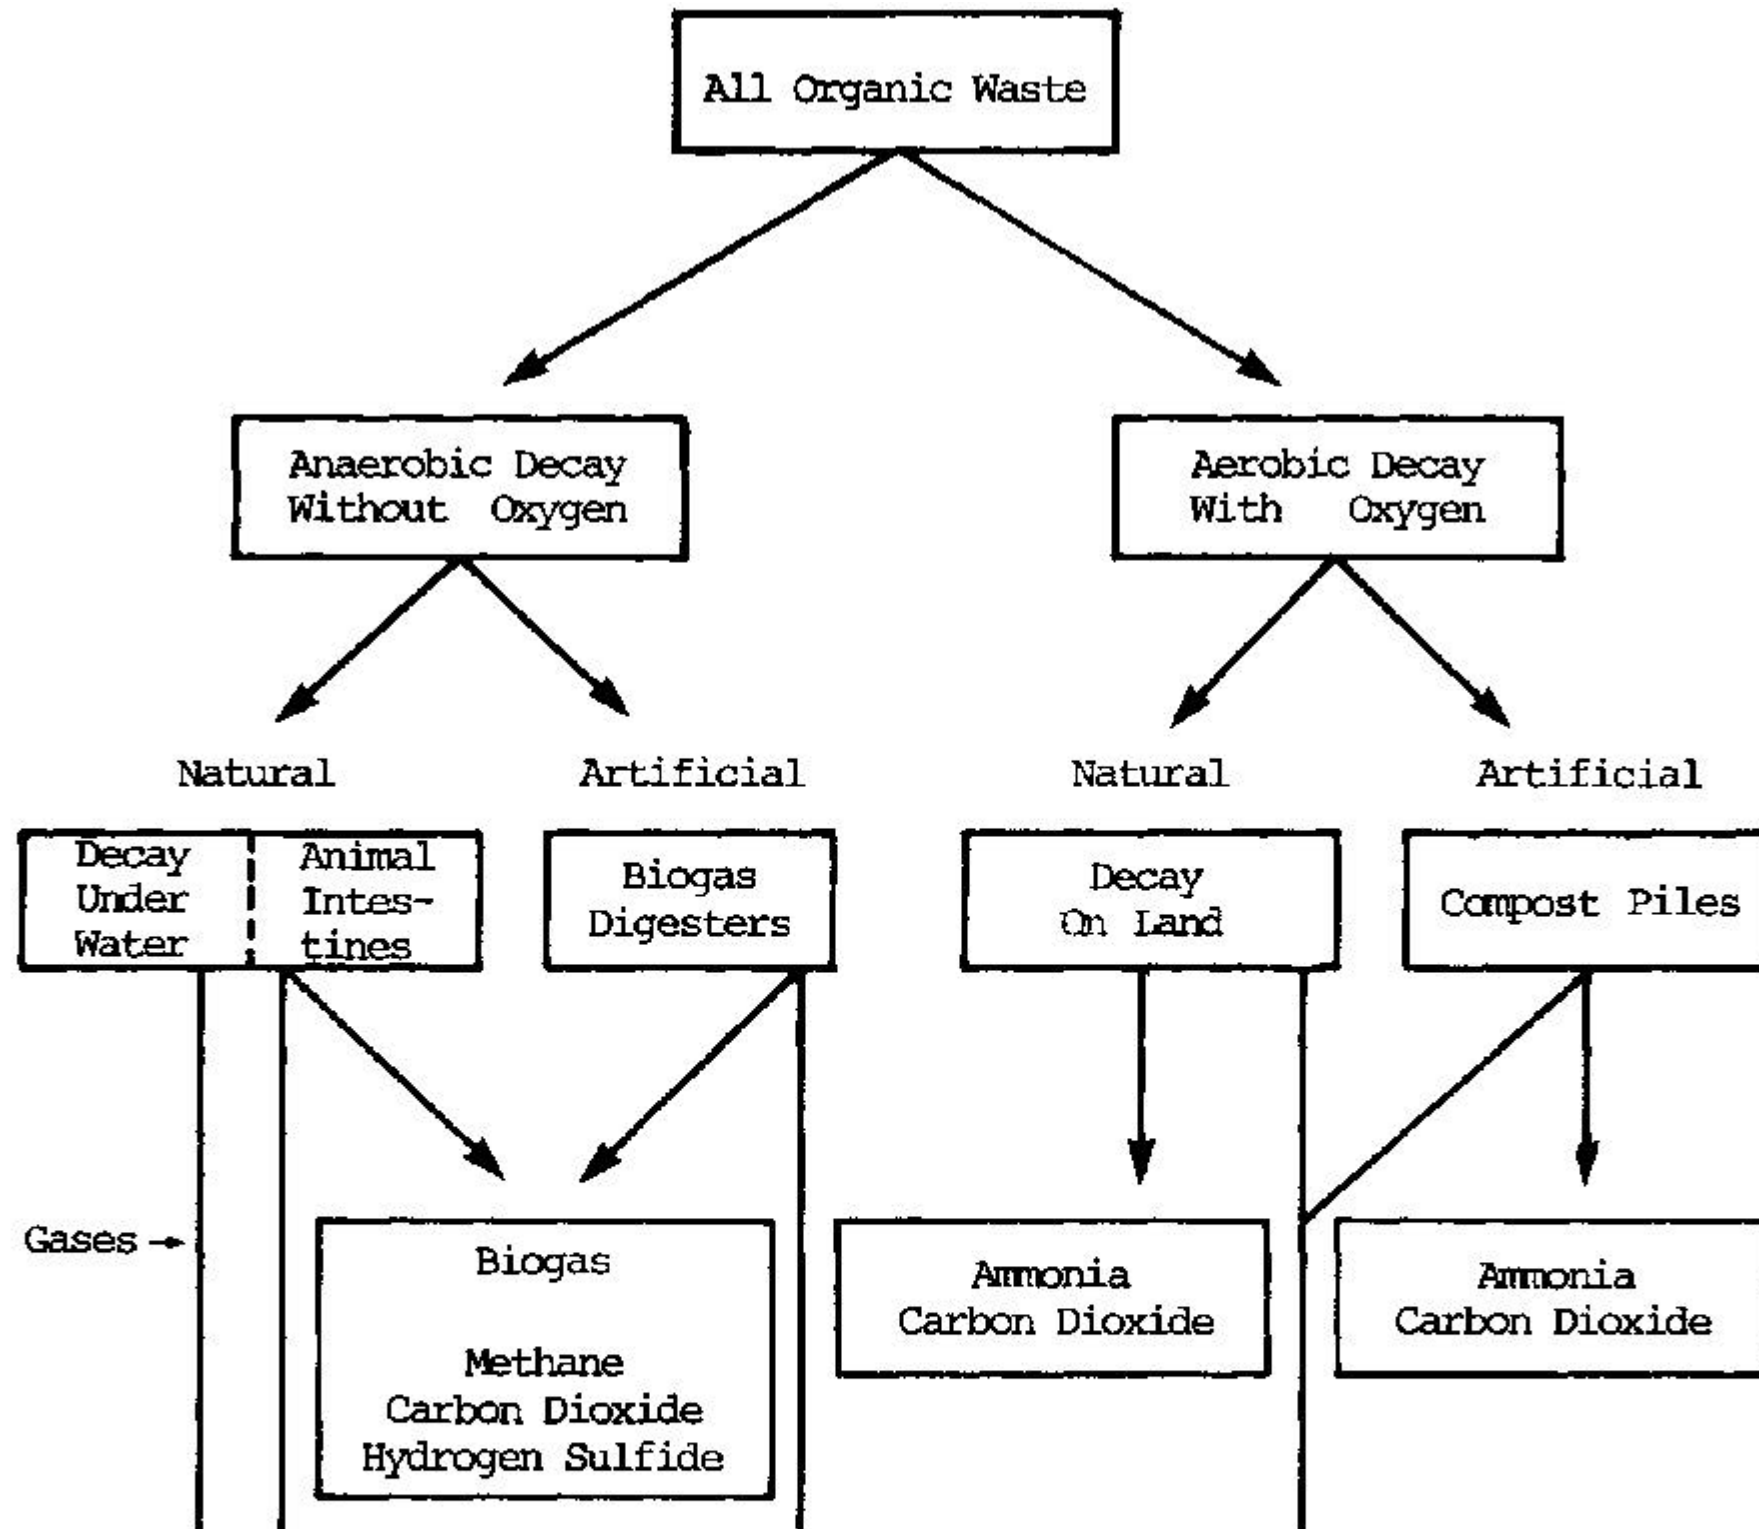 All Organic Waste
Anaerobic Decay
Without Oxygen
Aerobic Decay
With Oxygen
Natural
Artificial
Natural
Artificial
Decay
Under
Water
Animal
Intes-
tines
Biogas
Digesters
Decay
On Land
Compost Piles
Gases
Biogas
Methane
Carbon Dioxide
Hydrogen Sulfide
Ammonia
Carbon Dioxide
Ammonia
Carbon Dioxide